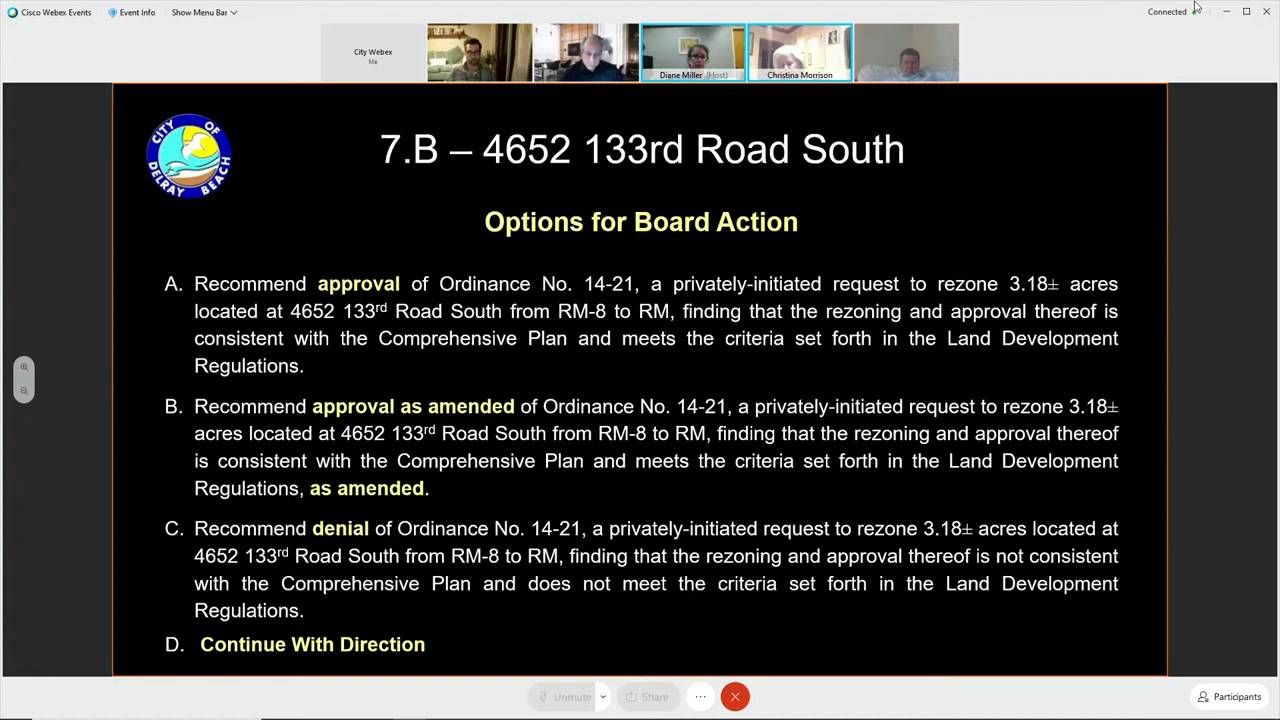 Cisco Webex Events
Event Info
Show Menu Bar
Connected
City Webex
Me
Diane Miller (Host)
Christina Morrison
CITY OF
DELRAY BEACH
7.B – 4652 133rd Road South
Options for Board Action
A. Recommend approval of Ordinance No. 14-21, a privately-initiated request to rezone 3.18± acres
located at 4652 133rd Road South from RM-8 to RM, finding that the rezoning and approval thereof is
consistent with the Comprehensive Plan and meets the criteria set forth in the Land Development
Regulations.
B. Recommend approval as amended of Ordinance No. 14-21, a privately-initiated request to rezone 3.18±
acres located at 4652 133rd Road South from RM-8 to RM, finding that the rezoning and approval thereof
is consistent with the Comprehensive Plan and meets the criteria set forth in the Land Development
Regulations, as amended.
C. Recommend denial of Ordinance No. 14-21, a privately-initiated request to rezone 3.18± acres located at
4652 133rd Road South from RM-8 to RM, finding that the rezoning and approval thereof is not consistent
with the Comprehensive Plan and does not meet the criteria set forth in the Land Development
Regulations.
D. Continue With Direction
Unmute
Share
Participants